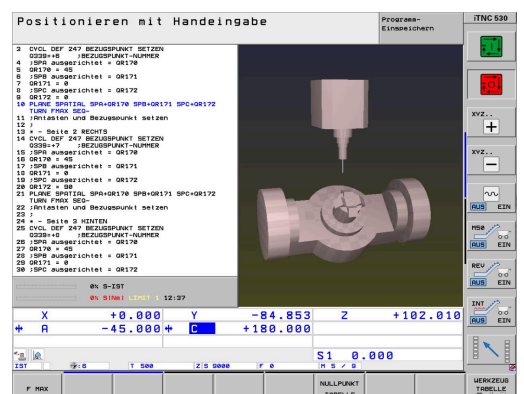 Positionieren mit Handeingabe
Programm-
Einspeichern
iTNC 530
3 CYCL DEF 247 BEZUGSPUNKT SETZEN
Q339=+6 ;BEZUGSPUNKT-NUMMER
4 ;SPA ausgerichtet = QR170
5 QR170 = 45
6 ;SPB ausgerichtet = QR171
7 QR171 = 0
8 ;SPC ausgerichtet = QR172
9 QR172 = 0
10 PLANE SPATIAL SPA+QR170 SPB+QR171 SPC+QR172
TURN FMAX SEQ-
11 ;Antasten und Bezugspunkt setzen
12 ;
13 * - Seite 2 RECHTS
14 CYCL DEF 247 BEZUGSPUNKT SETZEN
Q339=+7 ;BEZUGSPUNKT-NUMMER
15 ;SPA ausgerichtet = QR170
16 QR170 = 45
17 ;SPB ausgerichtet = QR171
18 QR171 = 0
19 ;SPC ausgerichtet = QR172
20 QR172 = 90
21 PLANE SPATIAL SPA+QR170 SPB+QR171 SPC+QR172
TURN FMAX SEQ-
22 ;Antasten und Bezugspunkt setzen
23 ;
24 * - Seite 3 HINTEN
25 CYCL DEF 247 BEZUGSPUNKT SETZEN
Q339=+8 ;BEZUGSPUNKT-NUMMER
26 ;SPA ausgerichtet = QR170
27 QR170 = 45
28 ;SPB ausgerichtet = QR171
29 QR171 = 0
30 ;SPC ausgerichtet = QR172
0% S-IST
0% S[Nm] LIMIT 1 12:37
X +0.000 Y -84.853 Z +102.010
A -45.000 C +180.000
S1 0.000
IST :6 T 500 Z S 9000 F 0 M 5 / 9
F MAX
NULLPUNKT
TABELLE
WERKZEUG
TABELLE
XYZ..
XYZ..
AUS EIN
M50
AUS EIN
REV
AUS EIN
INT
AUS EIN